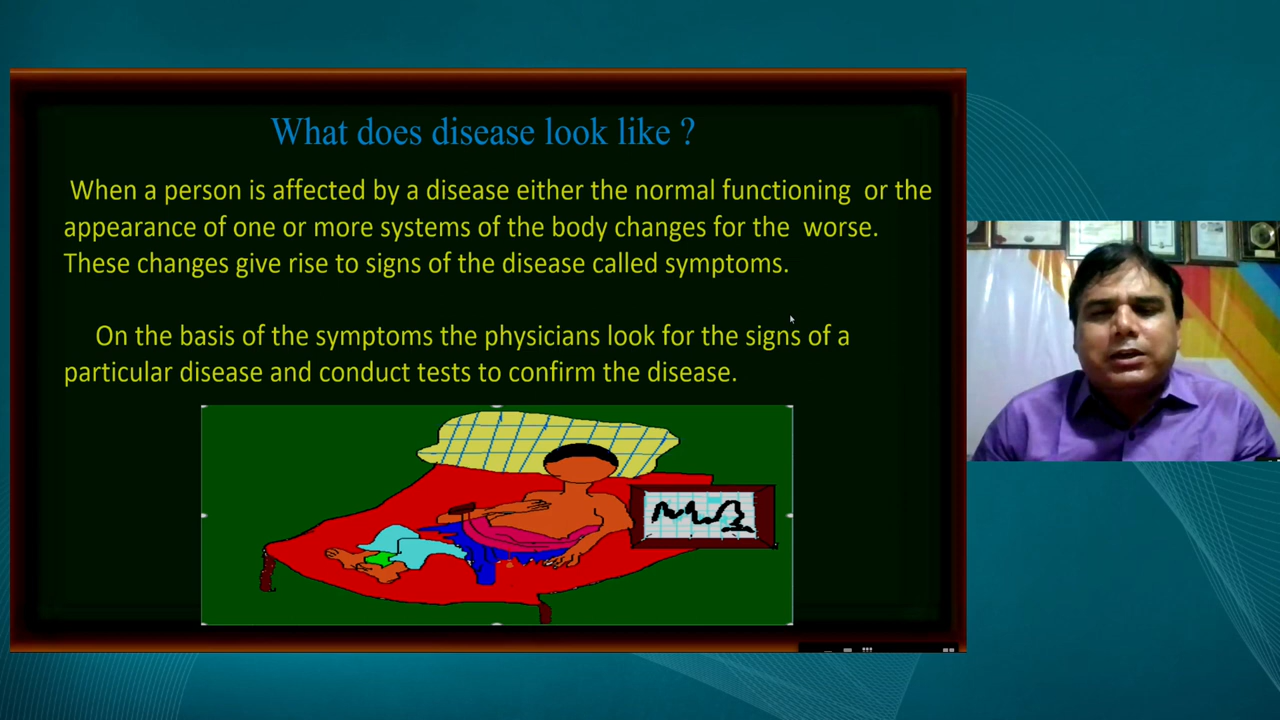 What does disease look like ?
When a person is affected by a disease either the normal functioning or the
appearance of one or more systems of the body changes for the worse.
These changes give rise to signs of the disease called symptoms.
On the basis of the symptoms the physicians look for the signs of a
particular disease and conduct tests to confirm the disease.